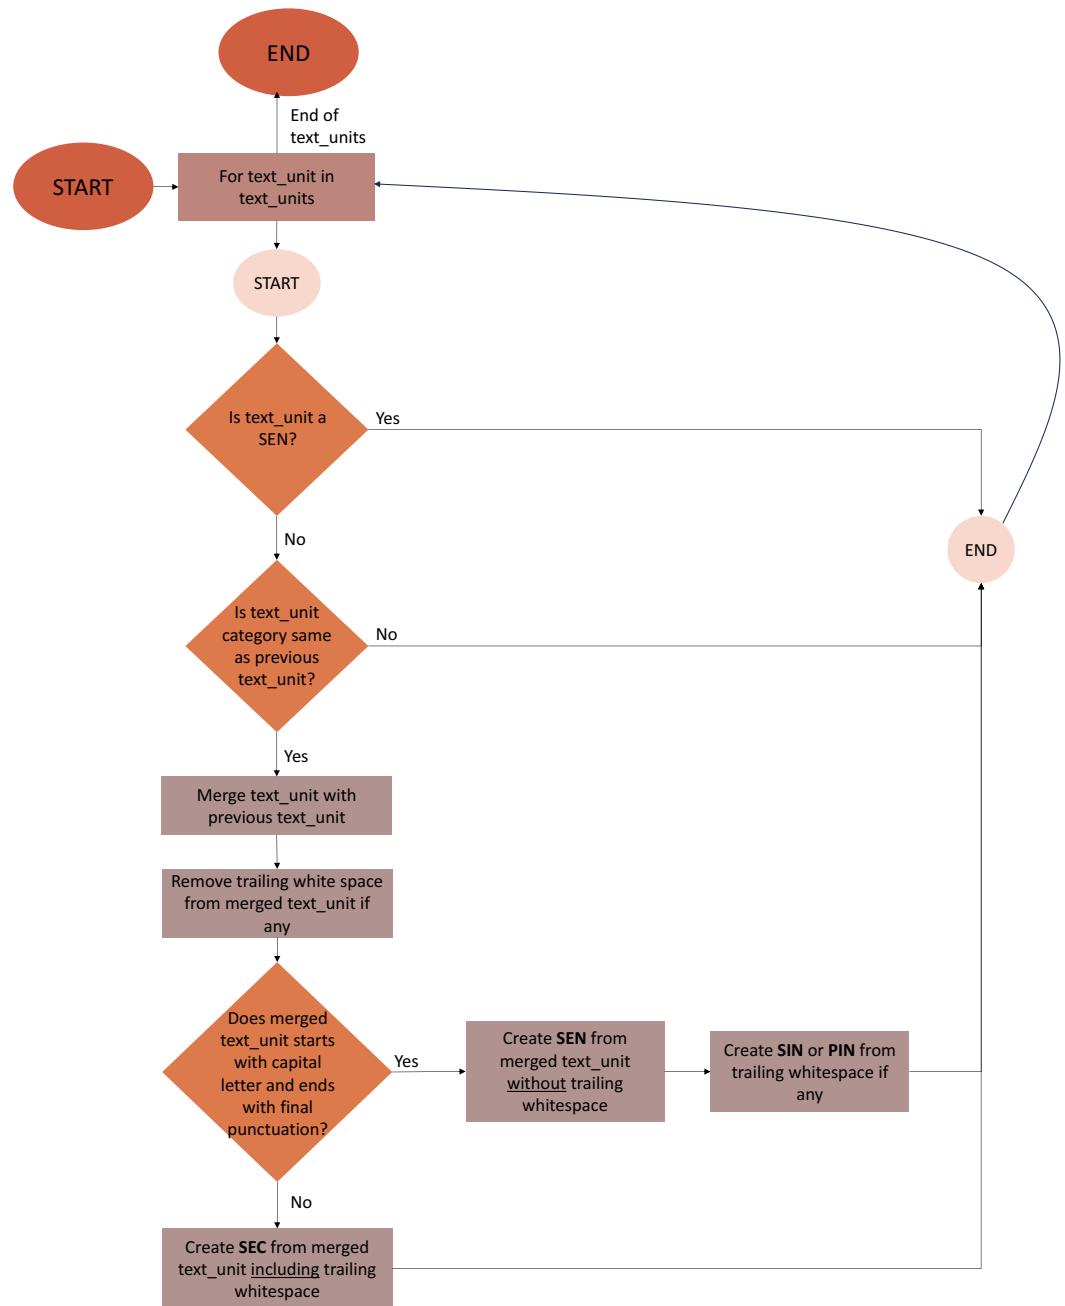 END
End of
text_units
START
For text_unit in
text_units
START
Is text_unit a
SEN?
Yes
No
END
Is text_unit
category same
as previous
text_unit?
No
Yes
Merge text_unit with
previous text_unit
Remove trailing white space
from merged text_unit if
any
Does merged
text_unit starts
with capital
letter and ends
with final
punctuation?
Yes
Create SEN from
merged text_unit
without trailing
whitespace
Create SIN or PIN from
trailing whitespace if
any
No
Create SEC from merged
text_unit including trailing
whitespace